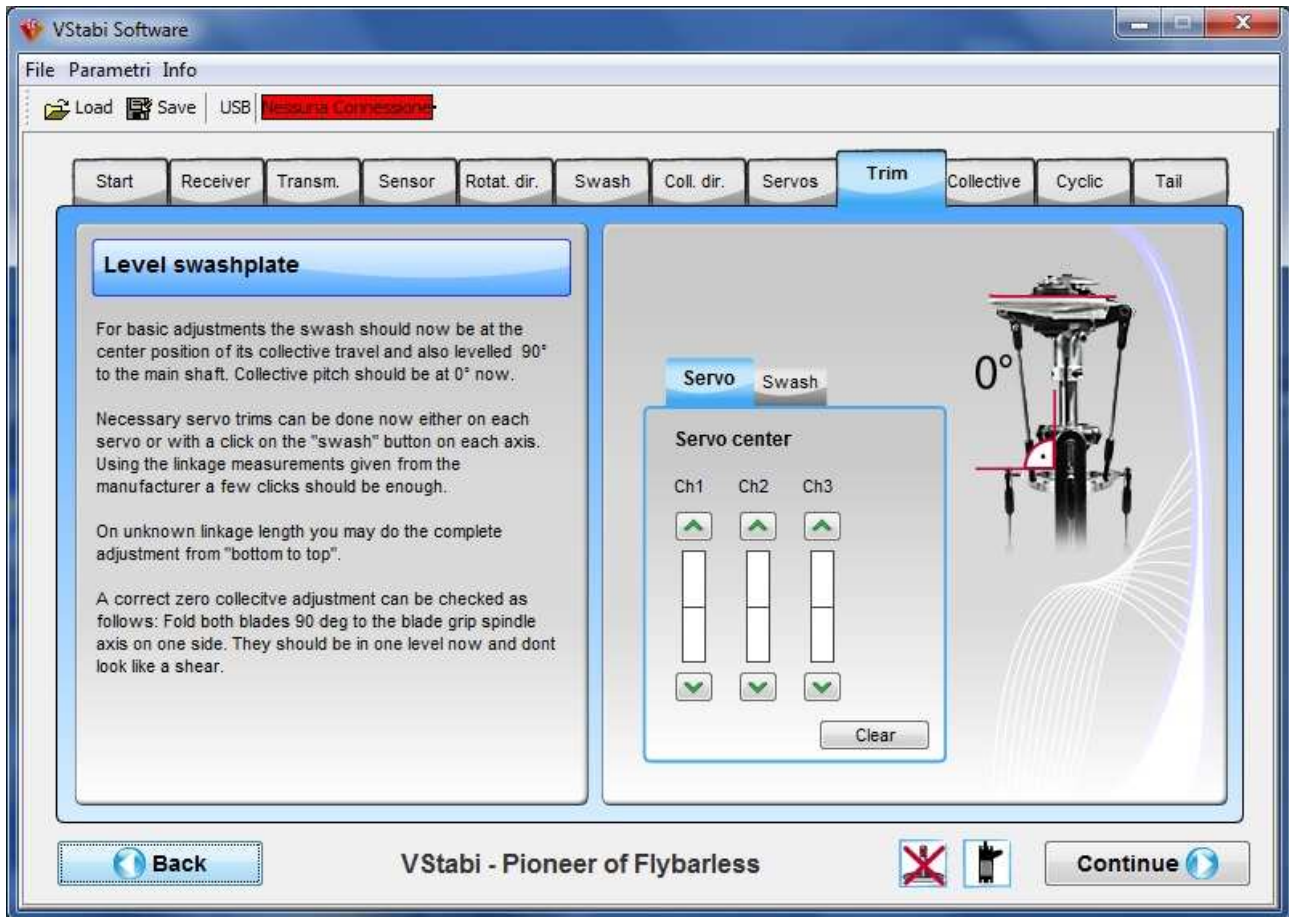 VStabi Software
File Parametri Info
Load Save USB Nessuna Connessione
Start Receiver Transm. Sensor Rotat. dir. Swash Coll. dir. Servos Trim Collective Cyclic Tail
Level swashplate
For basic adjustments the swash should now be at the
center position of its collective travel and also levelled 90°
to the main shaft. Collective pitch should be at 0° now.
Necessary servo trims can be done now either on each
servo or with a click on the "swash" button on each axis.
Using the linkage measurements given from the
manufacturer a few clicks should be enough.
On unknown linkage length you may do the complete
adjustment from "bottom to top".
A correct zero collecitve adjustment can be checked as
follows: Fold both blades 90 deg to the blade grip spindle
axis on one side. They should be in one level now and dont
look like a shear.
Servo Swash
Servo center
Ch1 Ch2 Ch3
Clear
0°
Back
VStabi - Pioneer of Flybarless
Continue